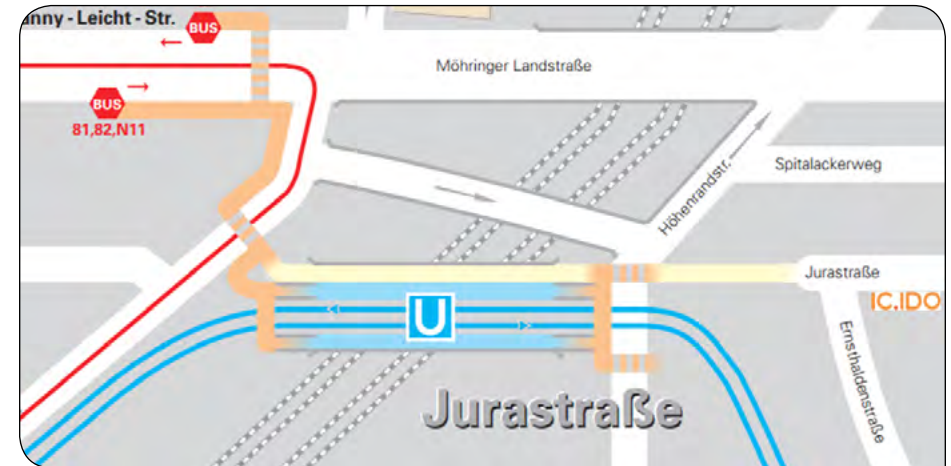 anny - Leicht - Str.
BUS
Möhringer Landstraße
BUS
81,82,N11
Spitalackerweg
Höhenrandstr.
Jurastraße
IC.IDO
U
Ernsthaldenstraße
Jurastraße